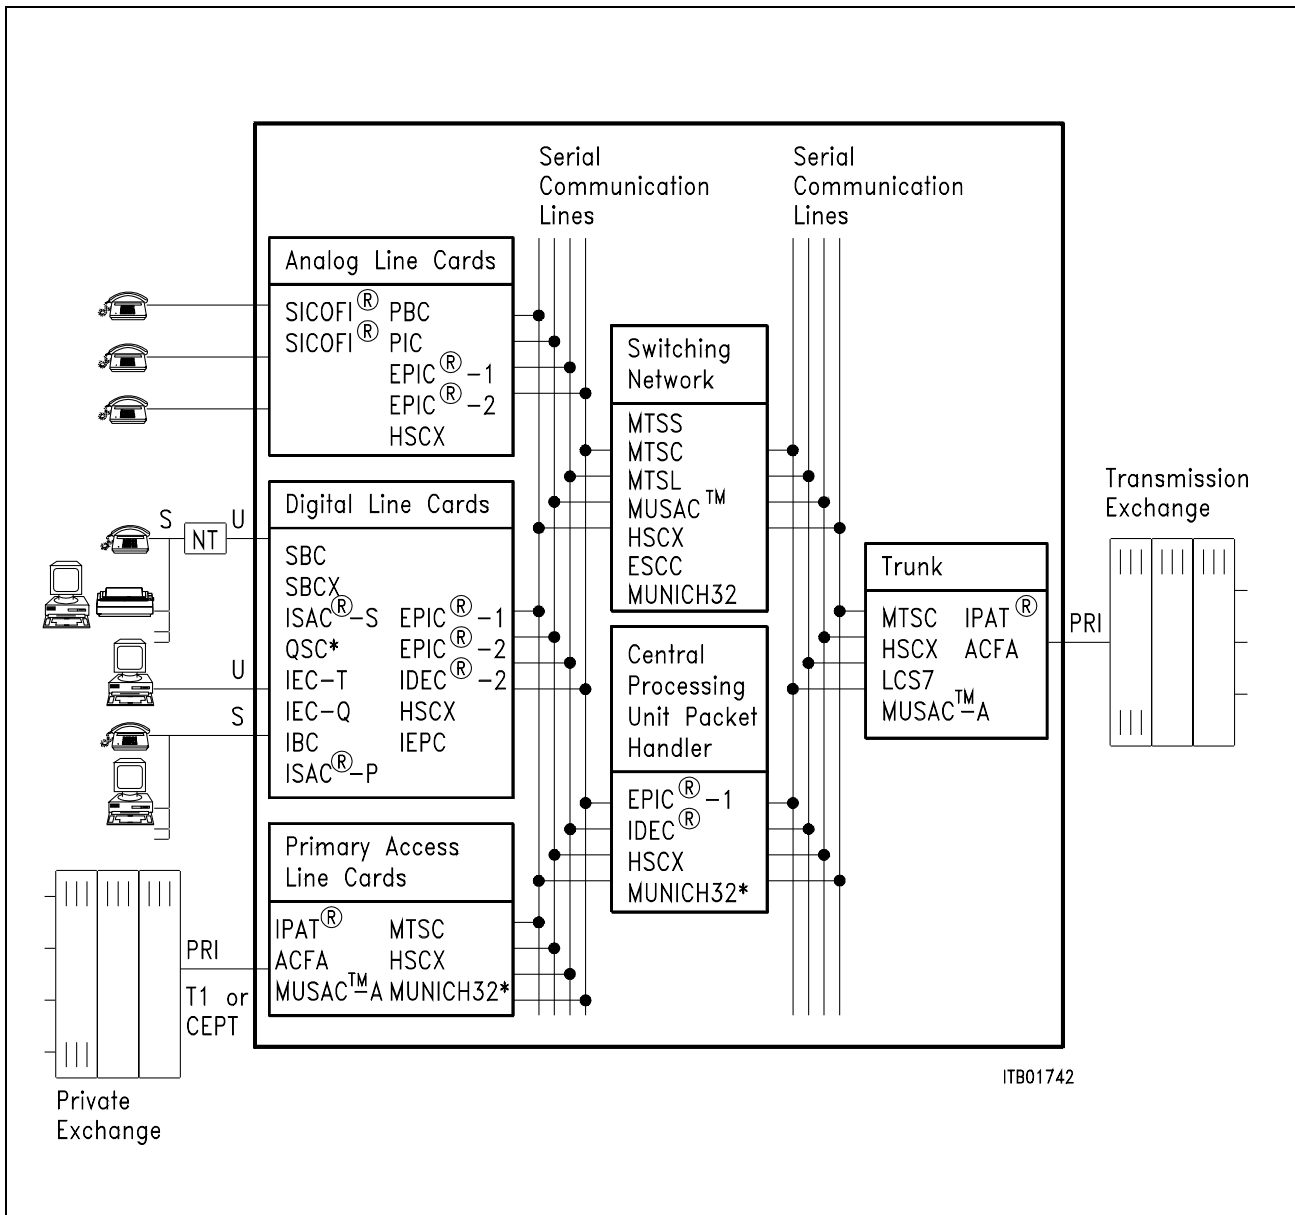 Serial
Communication
Lines
Serial
Communication
Lines
Analog Line Cards
SICOFI® PBC
SICOFI® PIC
EPIC®-1
EPIC®-2
HSCX
Switching
Network
MTSS
MTSC
MTSL
MUSAC™
HSCX
ESCC
MUNICH32
Digital Line Cards
SBC
SBCX
ISAC®-S EPIC®-1
QSC* EPIC®-2
IEC-T IDEC®-2
IEC-Q HSCX
IBC IEPC
ISAC®-P
S
NT
U
U
S
Central
Processing
Unit Packet
Handler
EPIC®-1
IDEC®
HSCX
MUNICH32*
Trunk
MTSC IPAT®
HSCX ACFA
LCS7
MUSAC™-A
PRI
Transmission
Exchange
Primary Access
Line Cards
IPAT® MTSC
ACFA HSCX
MUSAC™-A MUNICH32*
PRI
T1 or
CEPT
Private
Exchange
ITB01742